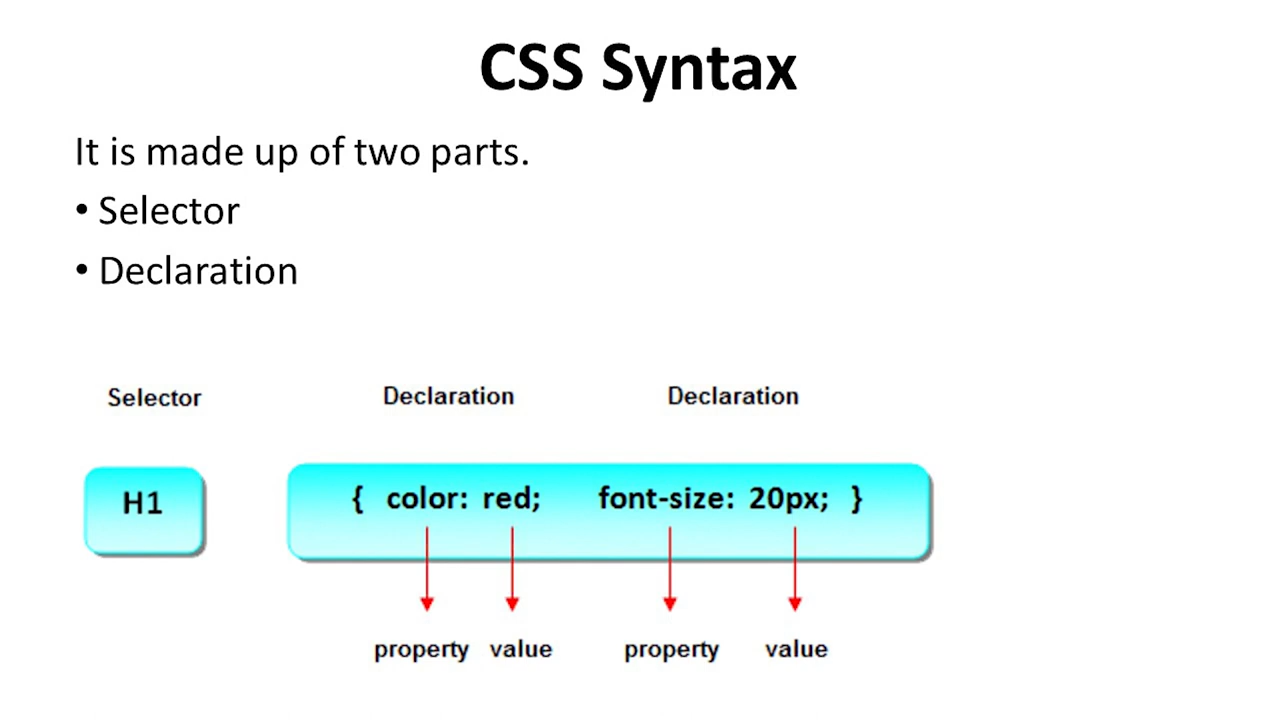 CSS Syntax
It is made up of two parts.
• Selector
• Declaration
Selector Declaration Declaration
H1 { color: red; font-size: 20px; }
property value property value